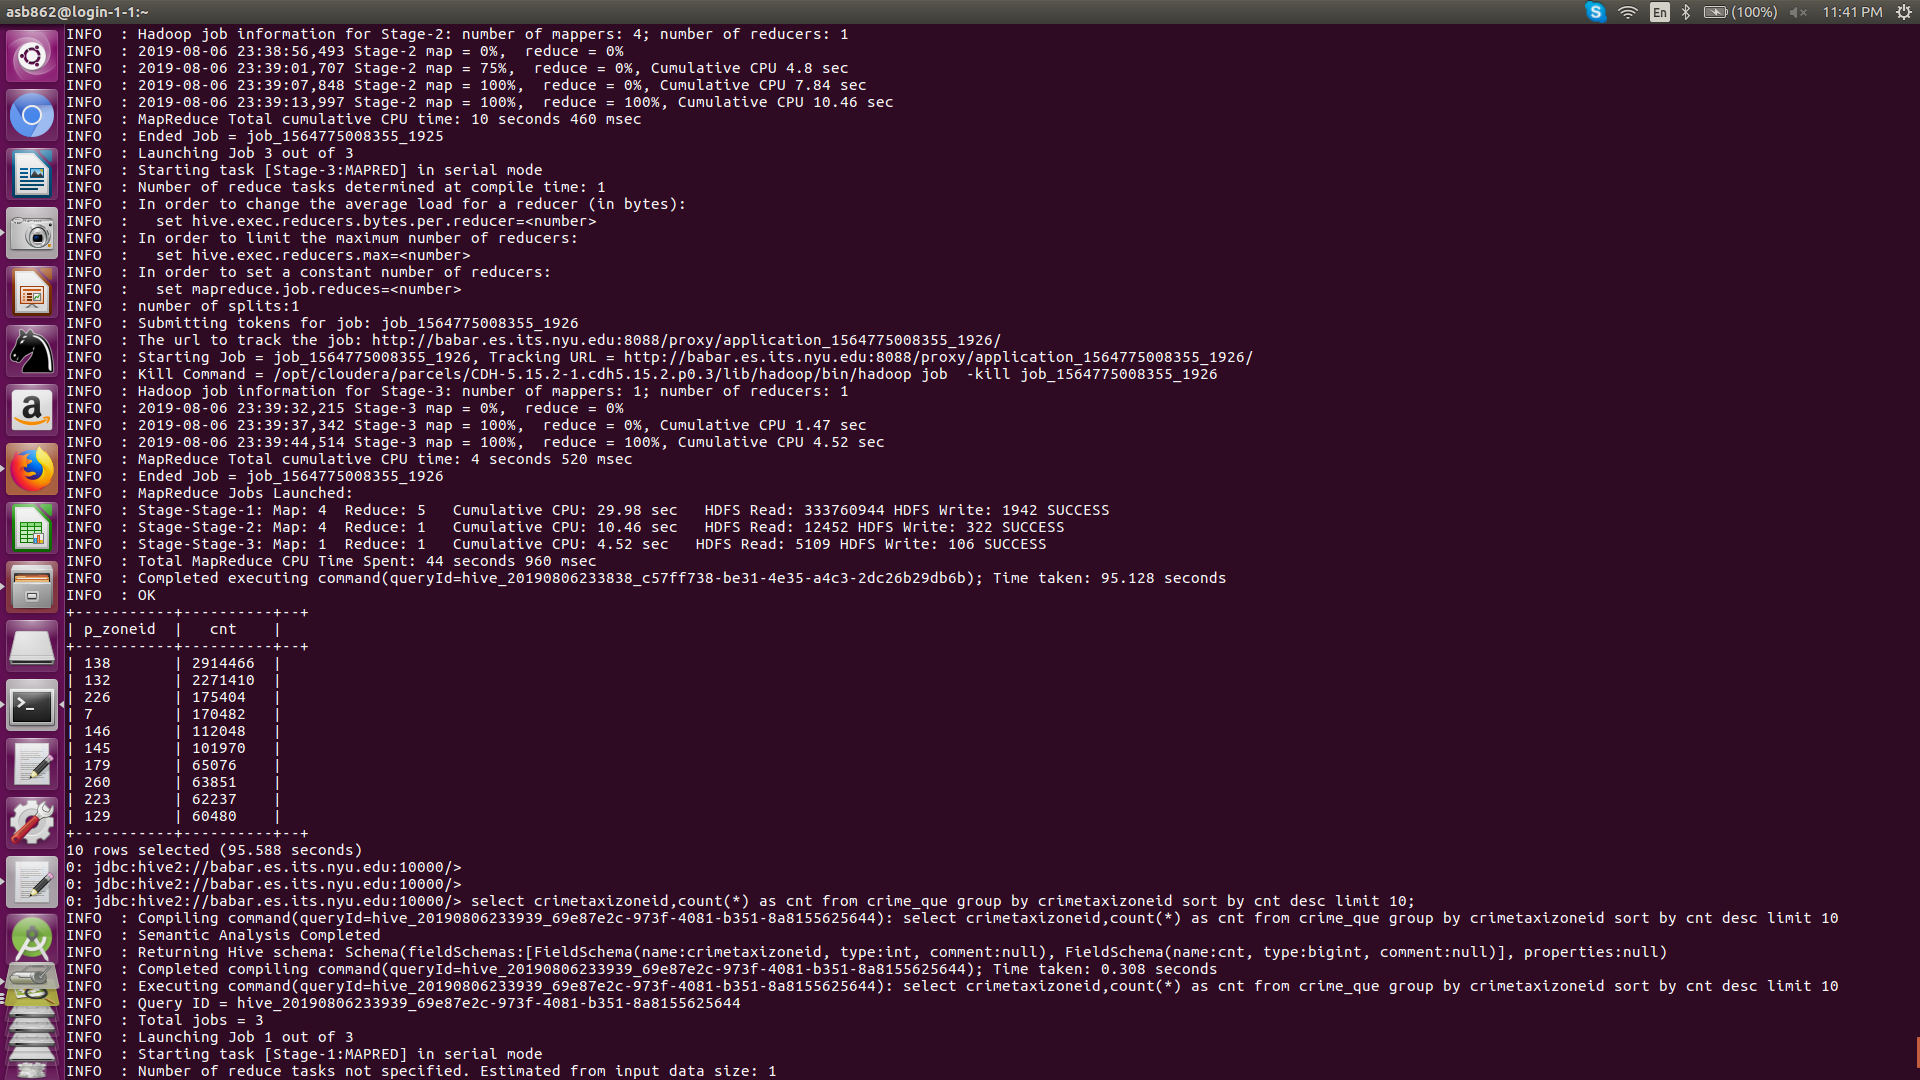 asb862@login-1-1:~
En
(100%)
11:41 PM
INFO  : Hadoop job information for Stage-2: number of mappers: 4; number of reducers: 1
INFO  : 2019-08-06 23:38:56,493 Stage-2 map = 0%,  reduce = 0%
INFO  : 2019-08-06 23:39:01,707 Stage-2 map = 75%,  reduce = 0%, Cumulative CPU 4.8 sec
INFO  : 2019-08-06 23:39:07,848 Stage-2 map = 100%,  reduce = 0%, Cumulative CPU 7.84 sec
INFO  : 2019-08-06 23:39:13,997 Stage-2 map = 100%,  reduce = 100%, Cumulative CPU 10.46 sec
INFO  : MapReduce Total cumulative CPU time: 10 seconds 460 msec
INFO  : Ended Job = job_1564775008355_1925
INFO  : Launching Job 3 out of 3
INFO  : Starting task [Stage-3:MAPRED] in serial mode
INFO  : Number of reduce tasks determined at compile time: 1
INFO  : In order to change the average load for a reducer (in bytes):
INFO  :   set hive.exec.reducers.bytes.per.reducer=<number>
INFO  : In order to limit the maximum number of reducers:
INFO  :   set hive.exec.reducers.max=<number>
INFO  : In order to set a constant number of reducers:
INFO  :   set mapreduce.job.reduces=<number>
INFO  : number of splits:1
INFO  : Submitting tokens for job: job_1564775008355_1926
INFO  : The url to track the job: http://babar.es.its.nyu.edu:8088/proxy/application_1564775008355_1926/
INFO  : Starting Job = job_1564775008355_1926, Tracking URL = http://babar.es.its.nyu.edu:8088/proxy/application_1564775008355_1926/
INFO  : Kill Command = /opt/cloudera/parcels/CDH-5.15.2-1.cdh5.15.2.p0.3/lib/hadoop/bin/hadoop job  -kill job_1564775008355_1926
INFO  : Hadoop job information for Stage-3: number of mappers: 1; number of reducers: 1
INFO  : 2019-08-06 23:39:32,215 Stage-3 map = 0%,  reduce = 0%
INFO  : 2019-08-06 23:39:37,342 Stage-3 map = 100%,  reduce = 0%, Cumulative CPU 1.47 sec
INFO  : 2019-08-06 23:39:44,514 Stage-3 map = 100%,  reduce = 100%, Cumulative CPU 4.52 sec
INFO  : MapReduce Total cumulative CPU time: 4 seconds 520 msec
INFO  : Ended Job = job_1564775008355_1926
INFO  : MapReduce Jobs Launched:
INFO  : Stage-Stage-1: Map: 4  Reduce: 5   Cumulative CPU: 29.98 sec   HDFS Read: 333760944 HDFS Write: 1942 SUCCESS
INFO  : Stage-Stage-2: Map: 4  Reduce: 1   Cumulative CPU: 10.46 sec   HDFS Read: 12452 HDFS Write: 322 SUCCESS
INFO  : Stage-Stage-3: Map: 1  Reduce: 1   Cumulative CPU: 4.52 sec   HDFS Read: 5109 HDFS Write: 106 SUCCESS
INFO  : Total MapReduce CPU Time Spent: 44 seconds 960 msec
INFO  : Completed executing command(queryId=hive_20190806233838_c57ff738-be31-4e35-a4c3-2dc26b29db6b); Time taken: 95.128 seconds
INFO  : OK
+-----------+----------+--+
| p_zoneid  |   cnt    |
+-----------+----------+--+
| 138       | 2914466  |
| 132       | 2271410  |
| 226       | 175404   |
| 7         | 170482   |
| 146       | 112048   |
| 145       | 101970   |
| 179       | 65076    |
| 260       | 63851    |
| 223       | 62237    |
| 129       | 60480    |
+-----------+----------+--+
10 rows selected (95.588 seconds)
0: jdbc:hive2://babar.es.its.nyu.edu:10000/>
0: jdbc:hive2://babar.es.its.nyu.edu:10000/>
0: jdbc:hive2://babar.es.its.nyu.edu:10000/> select crimetaxizoneid,count(*) as cnt from crime_que group by crimetaxizoneid sort by cnt desc limit 10;
INFO  : Compiling command(queryId=hive_20190806233939_69e87e2c-973f-4081-b351-8a8155625644): select crimetaxizoneid,count(*) as cnt from crime_que group by crimetaxizoneid sort by cnt desc limit 10
INFO  : Semantic Analysis Completed
INFO  : Returning Hive schema: Schema(fieldSchemas:[FieldSchema(name:crimetaxizoneid, type:int, comment:null), FieldSchema(name:cnt, type:bigint, comment:null)], properties:null)
INFO  : Completed compiling command(queryId=hive_20190806233939_69e87e2c-973f-4081-b351-8a8155625644); Time taken: 0.308 seconds
INFO  : Executing command(queryId=hive_20190806233939_69e87e2c-973f-4081-b351-8a8155625644): select crimetaxizoneid,count(*) as cnt from crime_que group by crimetaxizoneid sort by cnt desc limit 10
INFO  : Query ID = hive_20190806233939_69e87e2c-973f-4081-b351-8a8155625644
INFO  : Total jobs = 3
INFO  : Launching Job 1 out of 3
INFO  : Starting task [Stage-1:MAPRED] in serial mode
INFO  : Number of reduce tasks not specified. Estimated from input data size: 1